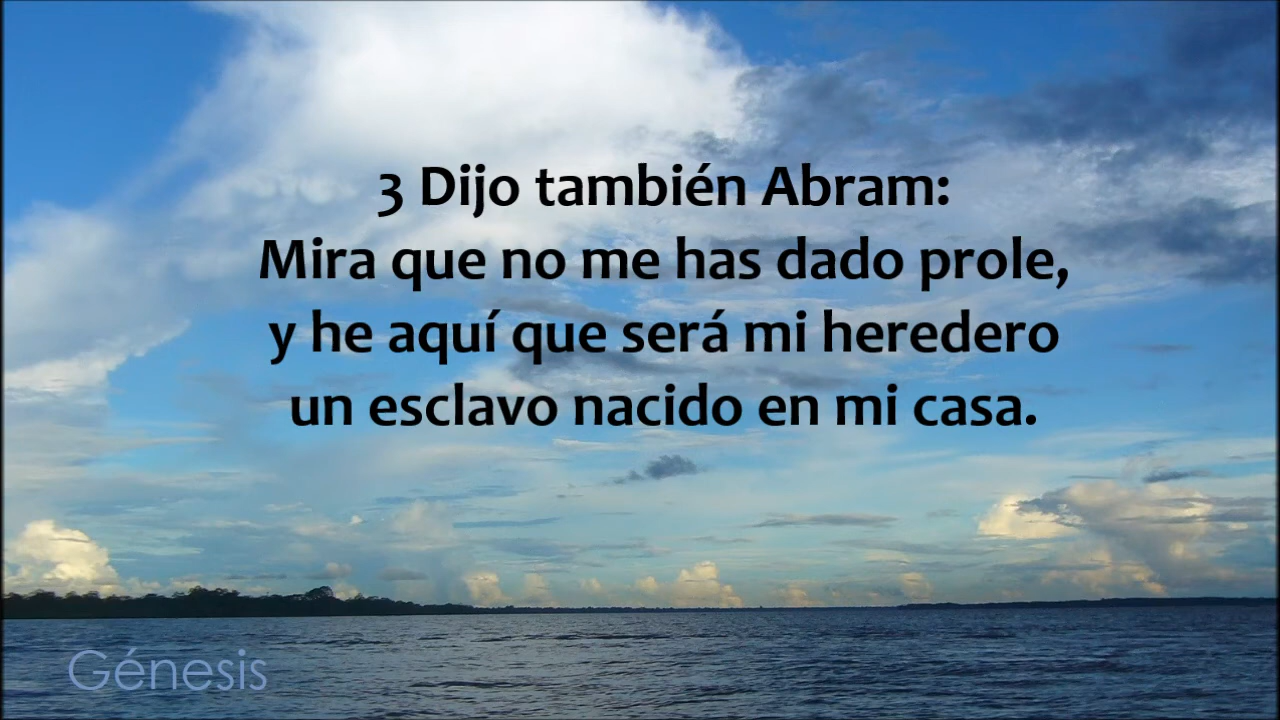 3 Dijo también Abram:
Mira que no me has dado prole,
y he aquí que será mi heredero
un esclavo nacido en mi casa.
Génesis